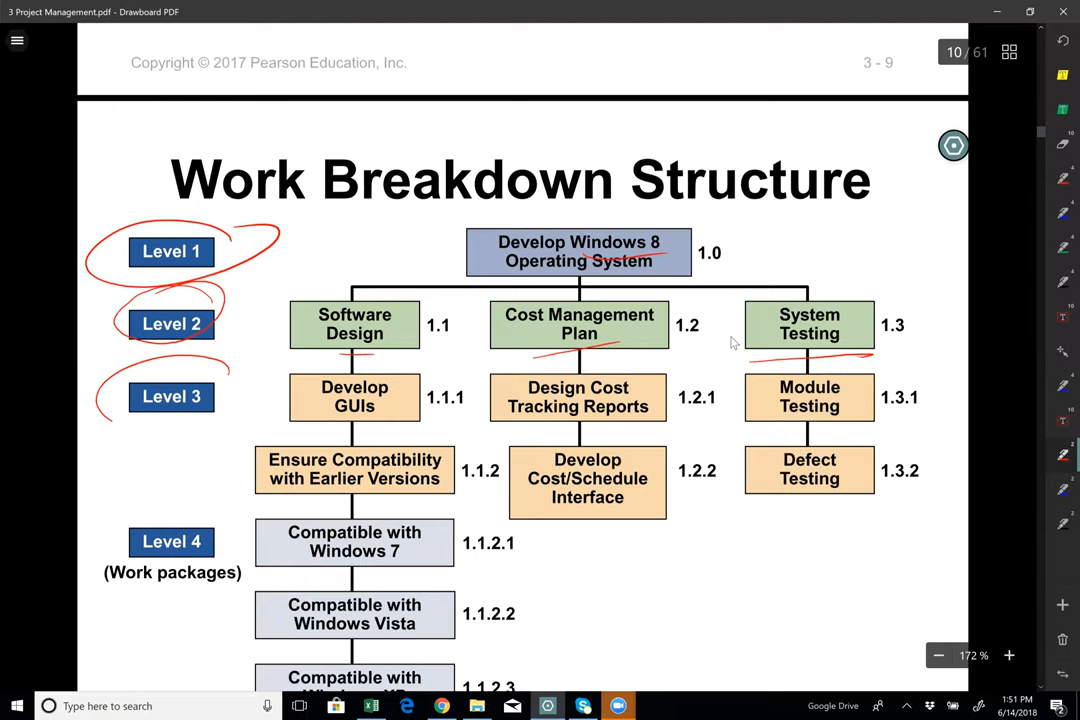 3 Project Management.pdf - Drawboard PDF
Copyright © 2017 Pearson Education, Inc.
3 - 9
10 / 61
Work Breakdown Structure
Level 1
Develop Windows 8
Operating System
1.0
Level 2
Software
Design
1.1
Cost Management
Plan
1.2
System
Testing
1.3
Level 3
Develop
GUIs
1.1.1
Design Cost
Tracking Reports
1.2.1
Module
Testing
1.3.1
Ensure Compatibility
with Earlier Versions
1.1.2
Develop
Cost/Schedule
Interface
1.2.2
Defect
Testing
1.3.2
Level 4
(Work packages)
Compatible with
Windows 7
1.1.2.1
Compatible with
Windows Vista
1.1.2.2
Compatible with
1.1.2.3
172 %
Type here to search
Google Drive
1:51 PM
6/14/2018